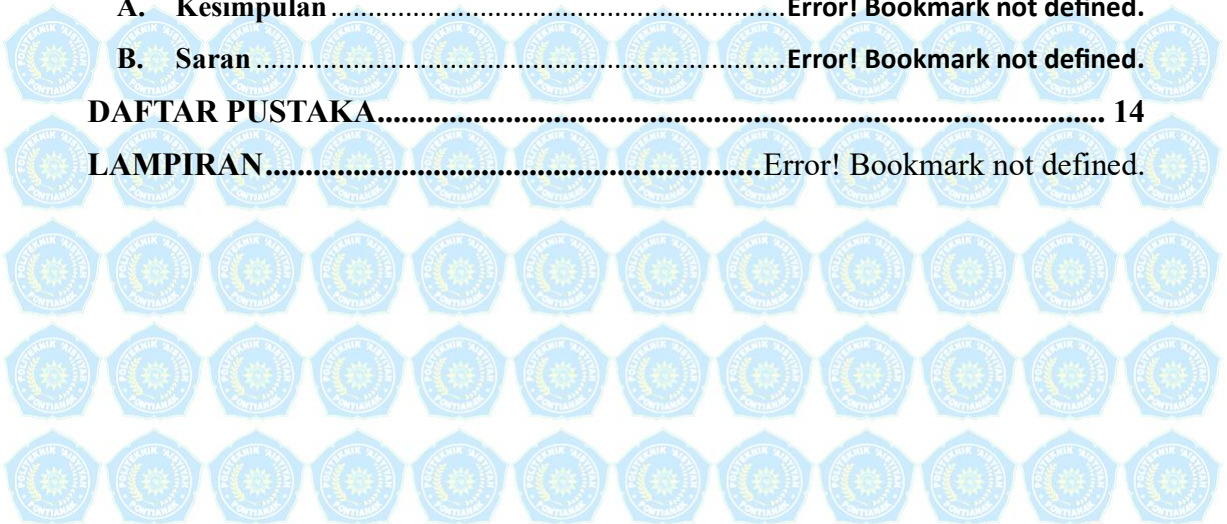 A. Kesimpulan..........................................................Error! Bookmark not defined.
B. Saran....................................................................Error! Bookmark not defined.
DAFTAR PUSTAKA............................................................................................ 14
LAMPIRAN..............................................................Error! Bookmark not defined.